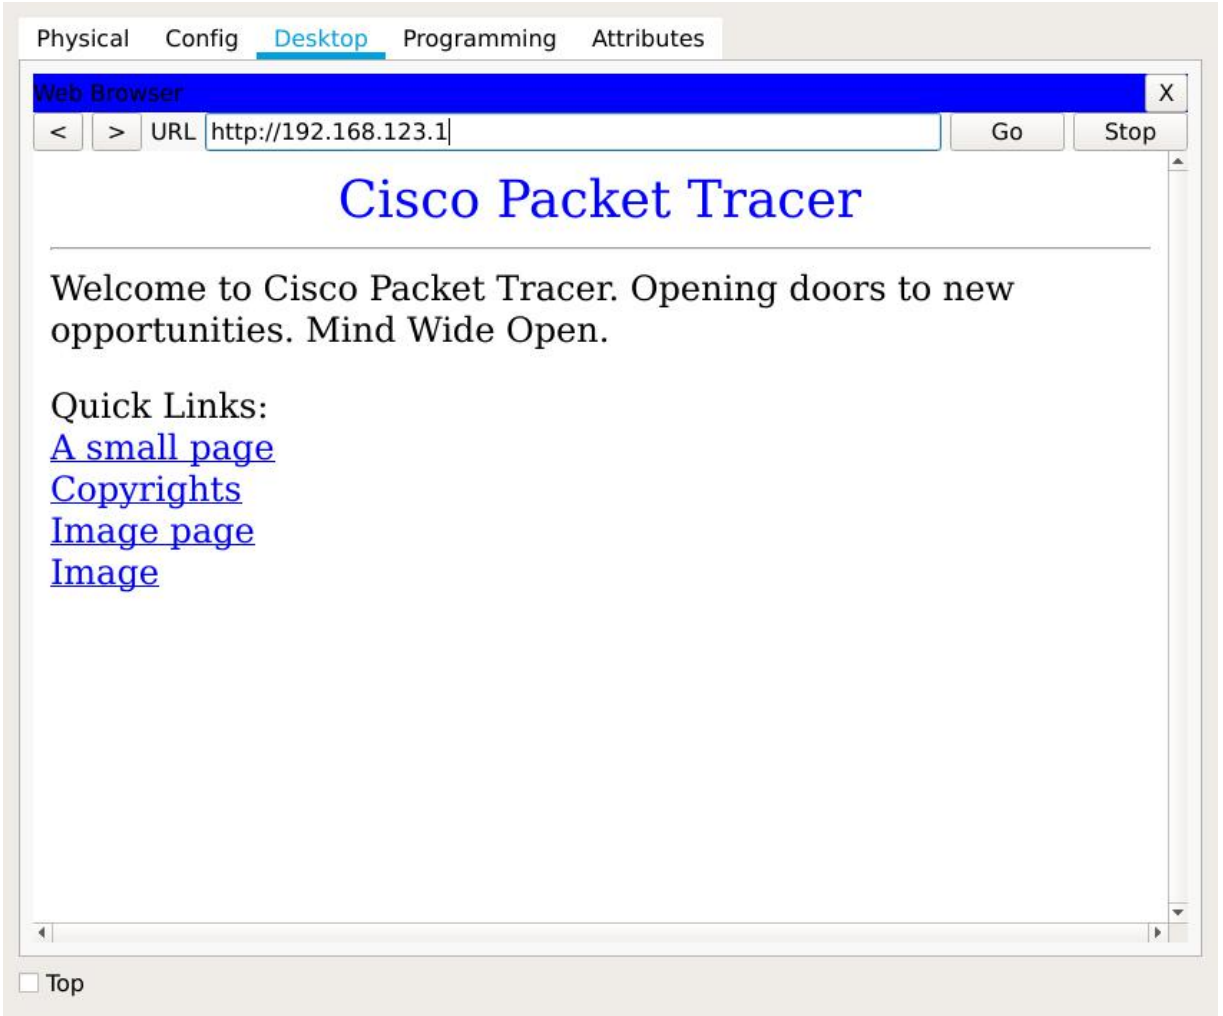 Physical Config Desktop Programming Attributes
Web Browser X
< > URL http://192.168.123.1 Go Stop
Cisco Packet Tracer
Welcome to Cisco Packet Tracer. Opening doors to new
opportunities. Mind Wide Open.
Quick Links:
A small page
Copyrights
Image page
Image
Top